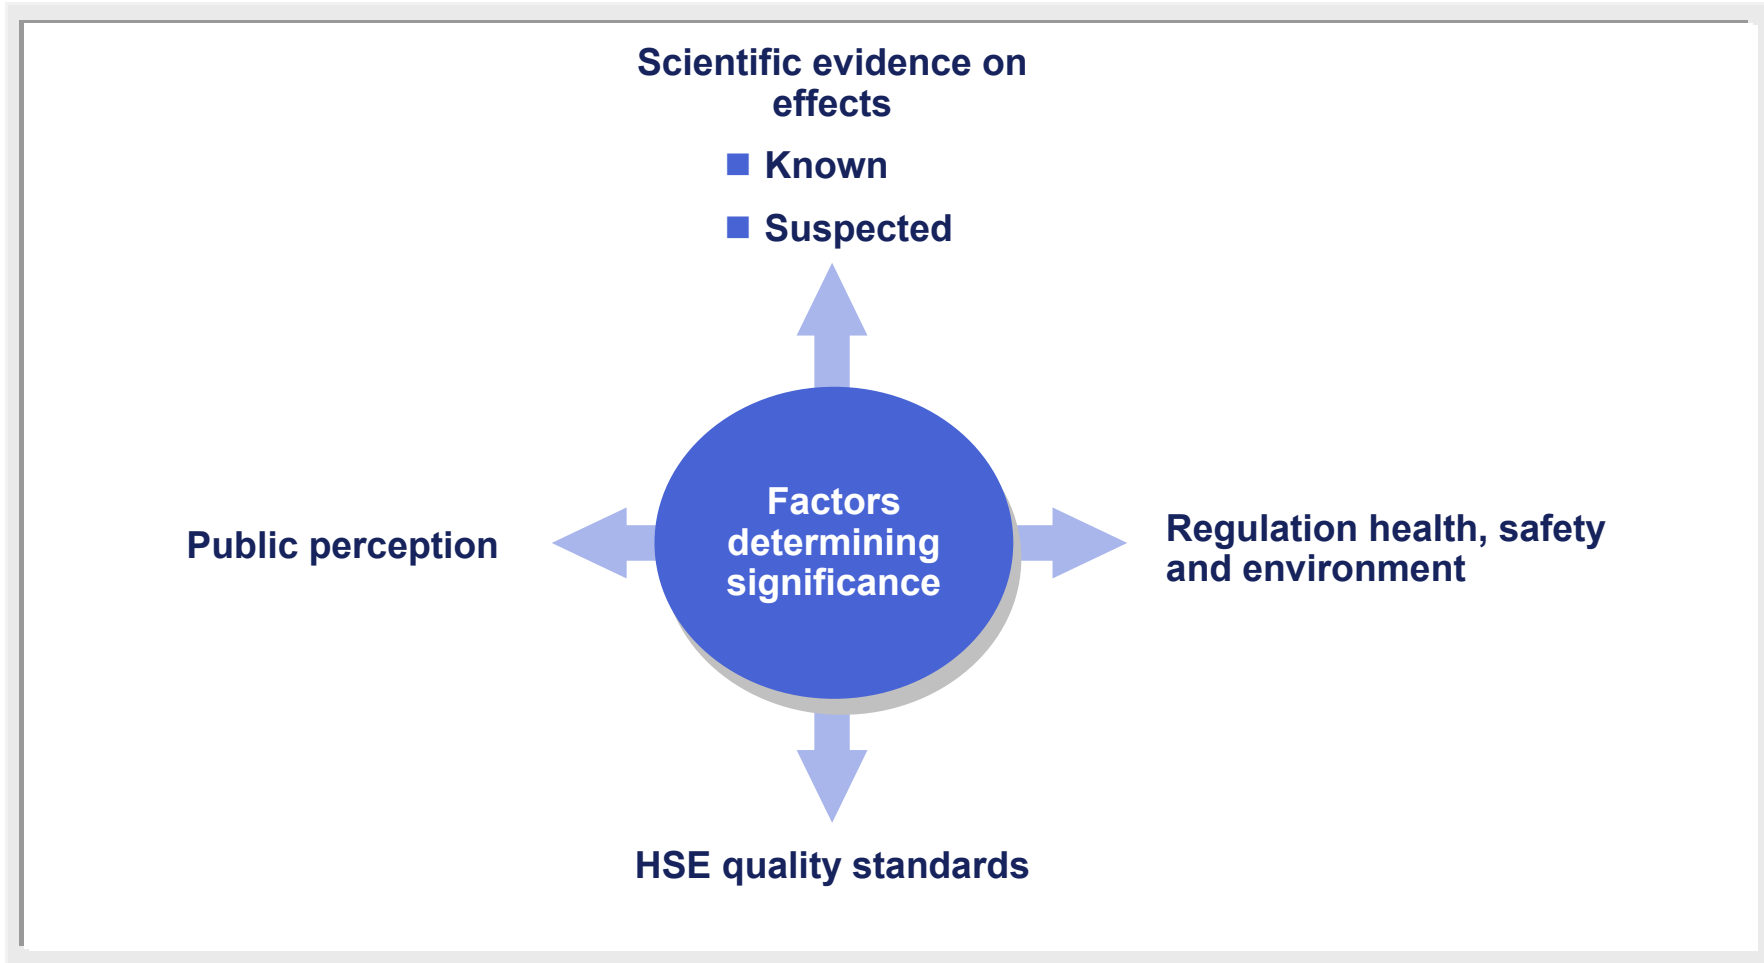 Scientific evidence on
effects
Known
Suspected
Factors
determining
significance
Public perception
Regulation health, safety
and environment
HSE quality standards